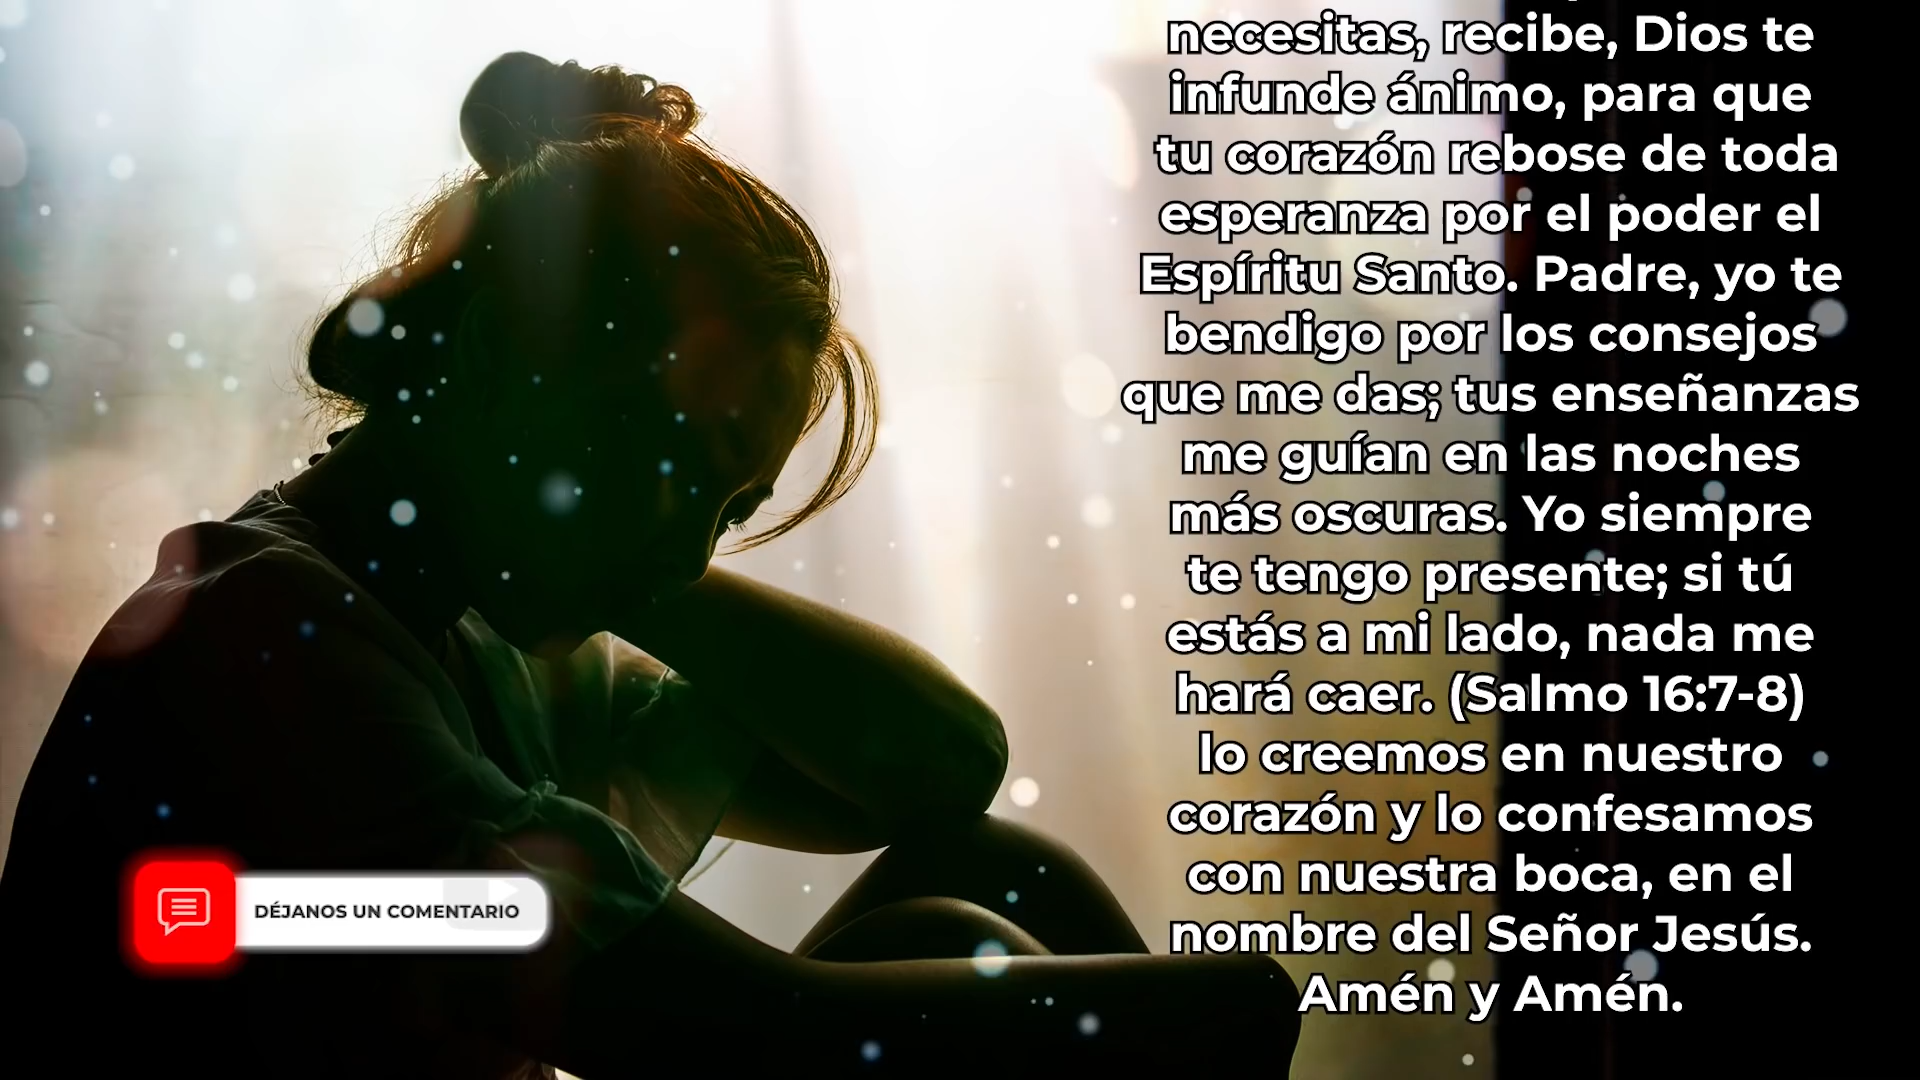 necesitas, recibe, Dios te
infunde ánimo, para que
tu corazón rebose de toda
esperanza por el poder el
Espíritu Santo. Padre, yo te
bendigo por los consejos
que me das; tus enseñanzas
me guían en las noches
más oscuras. Yo siempre
te tengo presente; si tú
estás a mi lado, nada me
hará caer. (Salmo 16:7-8)
lo creemos en nuestro
corazón y lo confesamos
con nuestra boca, en el
nombre del Señor Jesús.
Amén y Amén.
DÉJANOS UN COMENTARIO